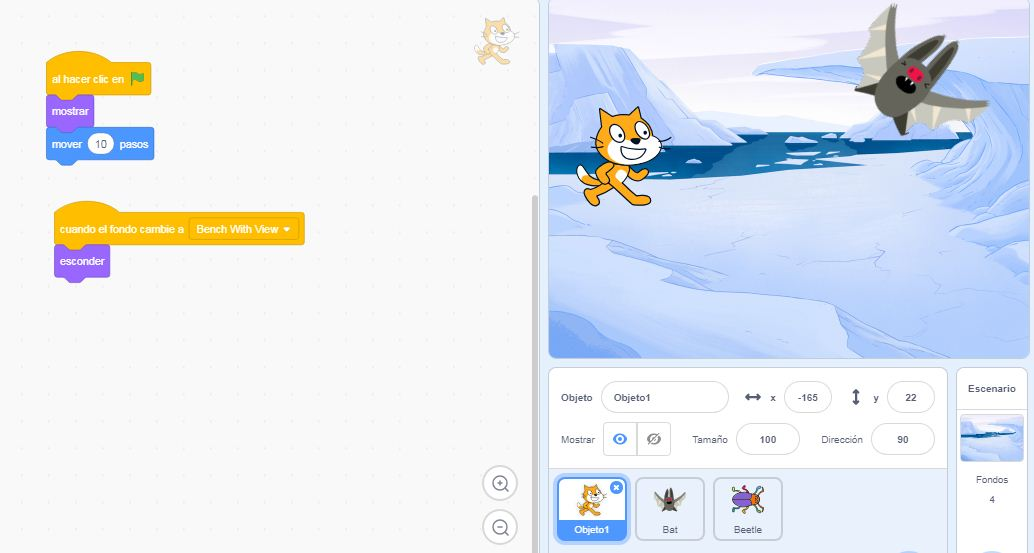 al hacer clic en
mostrar
mover 10 pasos
cuando el fondo cambie a Bench With View
esconder
Objeto Objeto1 x -165 y 22
Mostrar Tamaño 100 Dirección 90
Objeto1 Bat Beetle
Escenario
Fondos
4